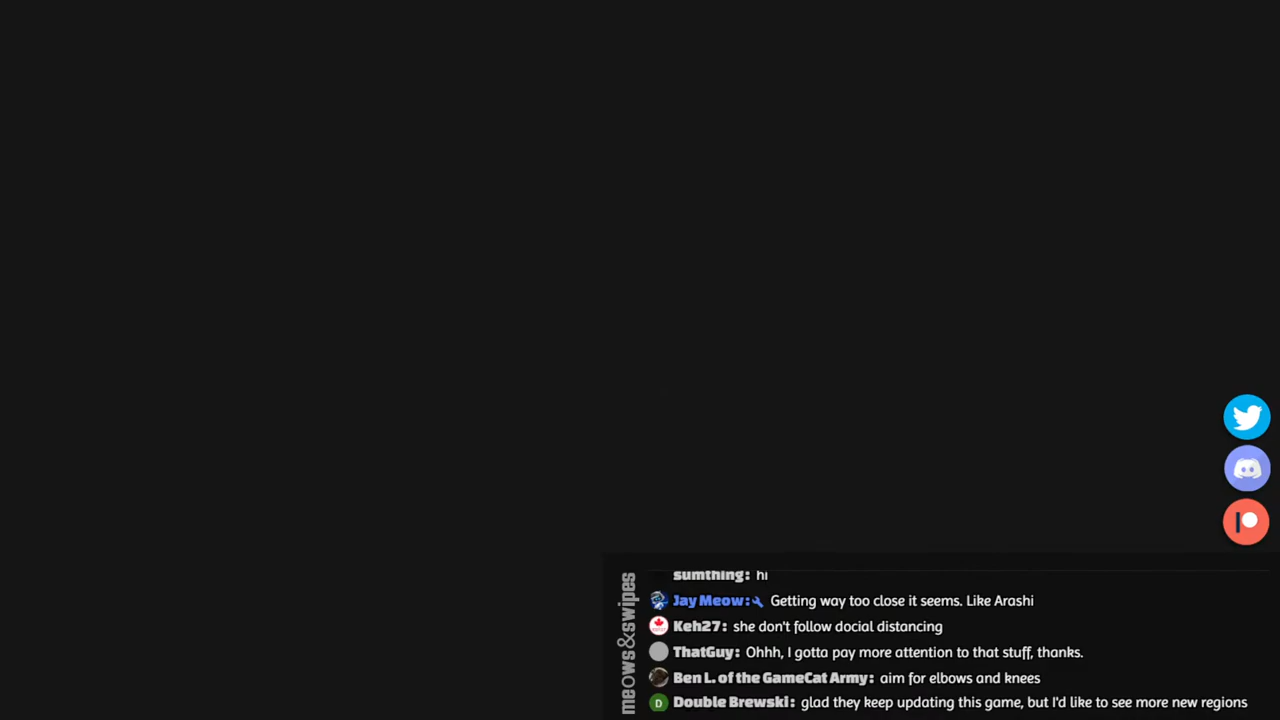 sumthing: hi
Jay Meow: Getting way too close it seems. Like Arashi
Keh27: she don't follow docial distancing
ThatGuy: Ohhh, I gotta pay more attention to that stuff, thanks.
Ben L. of the GameCat Army: aim for elbows and knees
D Double Brewski: glad they keep updating this game, but I'd like to see more new regions
meows&swipes